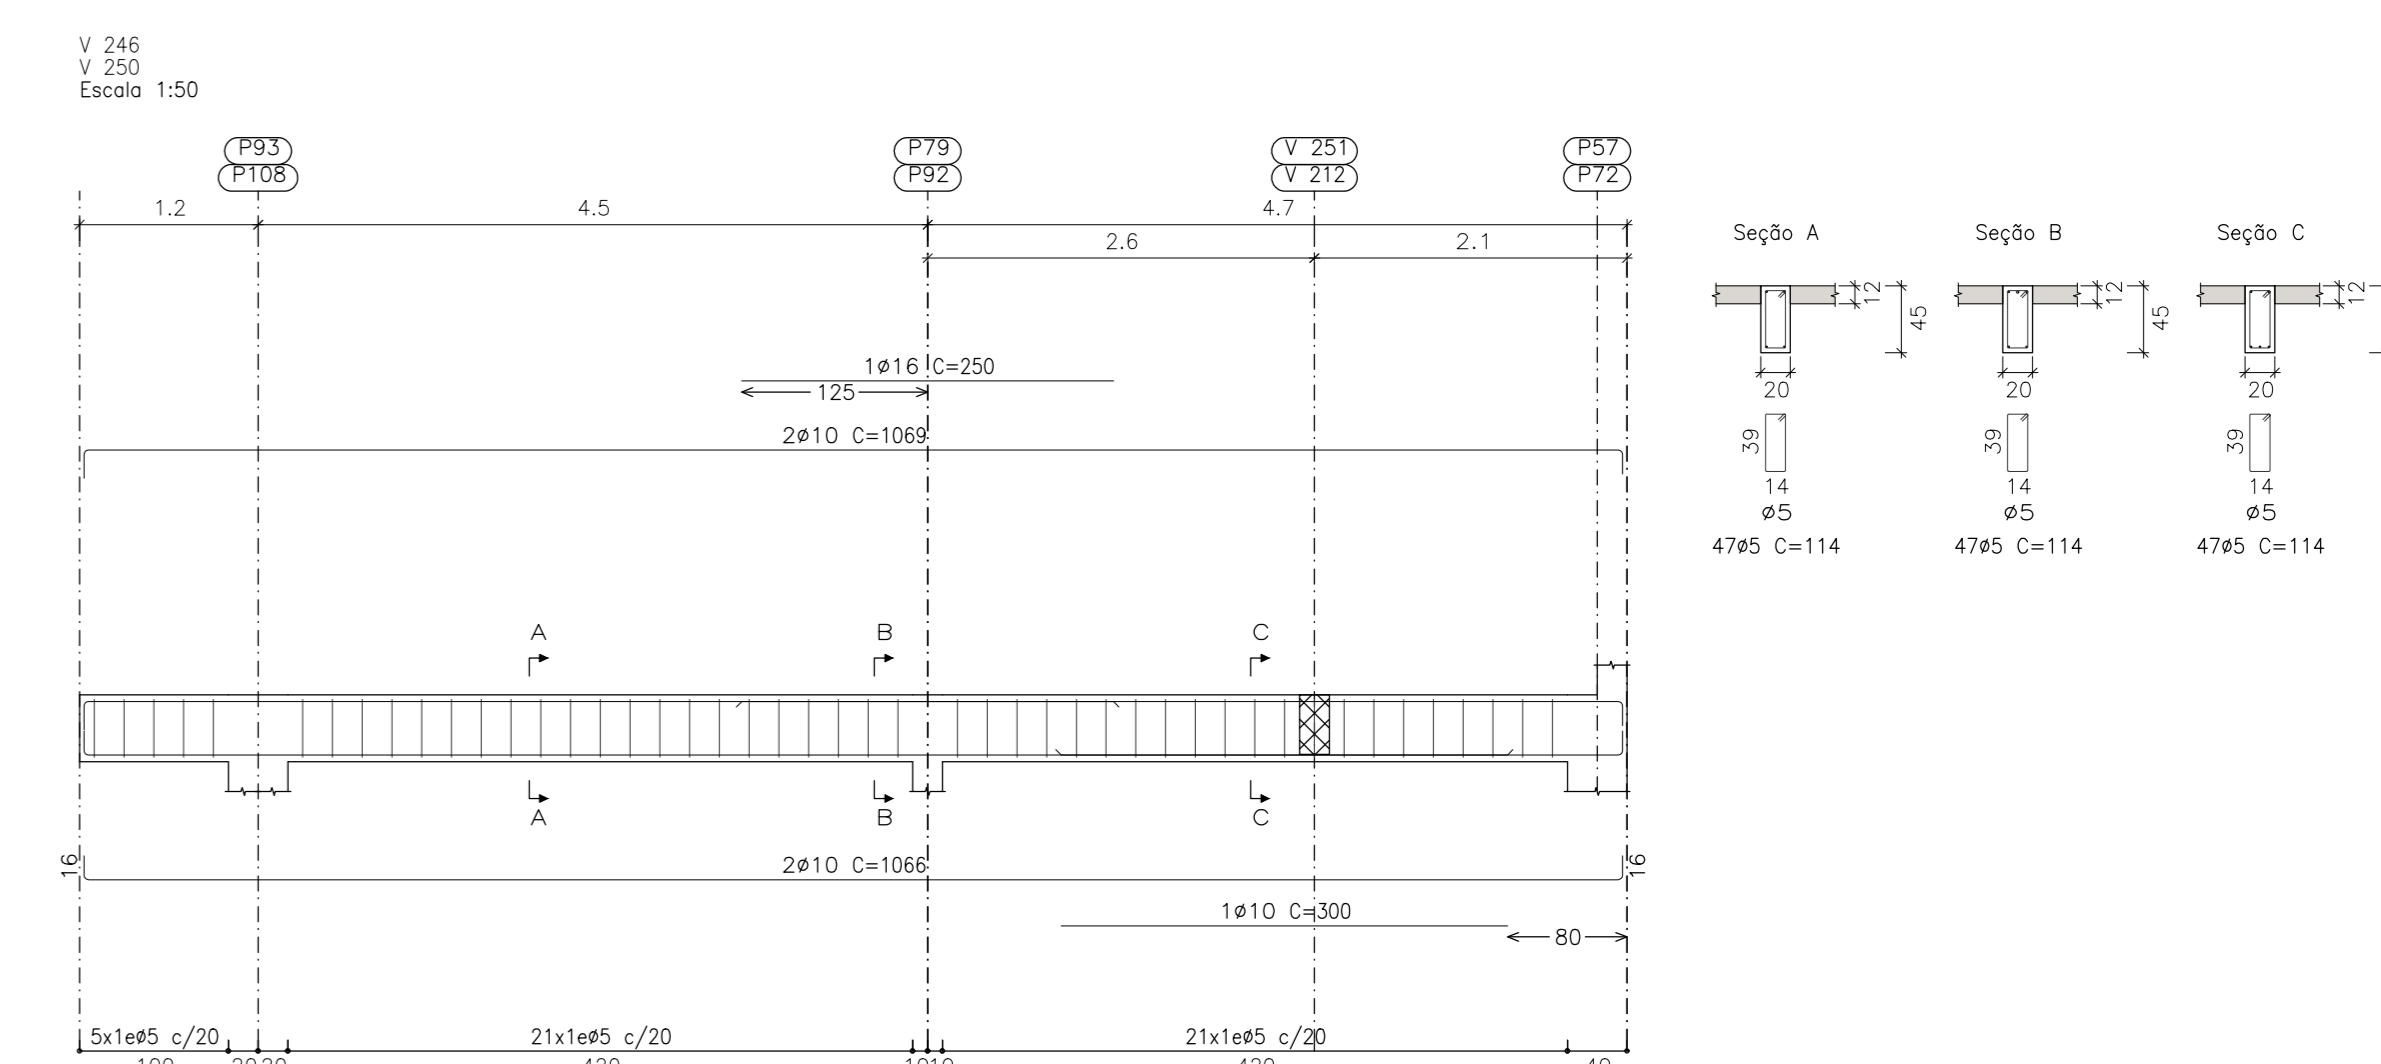 V 246
V 250
Escala 1:50
P93
P108
P79
P92
V 251
V 212
P57
P72
1.2
4.5
4.7
2.6
2.1
1ø16 C=250
125
2ø10 C=1069
A
B
C
A
B
C
16
2ø10 C=1066
16
1ø10 C=300
80
5x1eø5 c/20
21x1eø5 c/20
21x1eø5 c/20
Seção A
12
45
20
39
14
ø5
47ø5 C=114
Seção B
12
45
20
39
14
ø5
47ø5 C=114
Seção C
12
20
39
14
ø5
47ø5 C=114